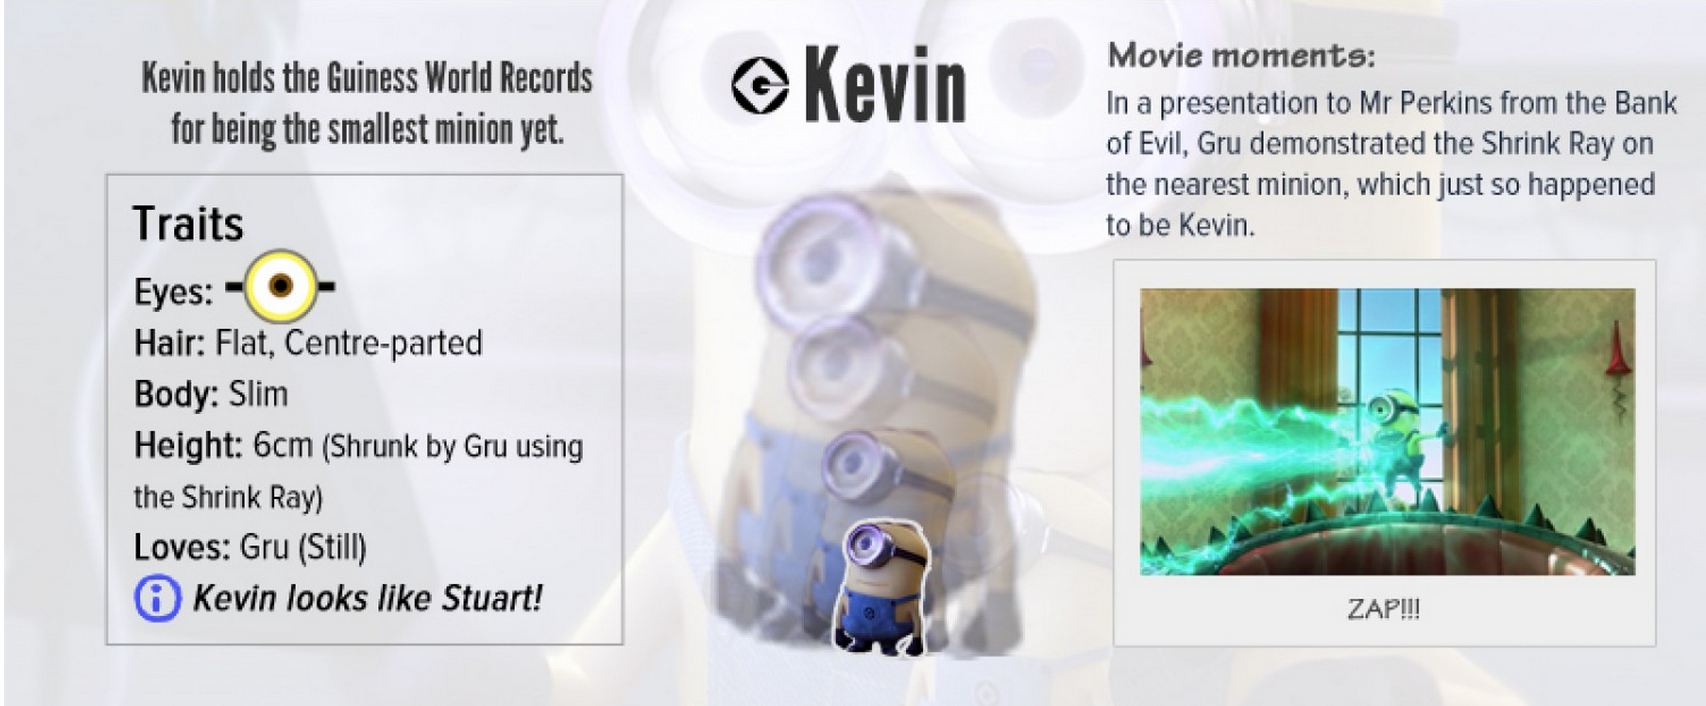 Kevin holds the Guiness World Records
for being the smallest minion yet.
Traits
Eyes:
Hair: Flat, Centre-parted
Body: Slim
Height: 6cm (Shrunk by Gru using
the Shrink Ray)
Loves: Gru (Still)
Kevin looks like Stuart!
Kevin
Movie moments:
In a presentation to Mr Perkins from the Bank
of Evil, Gru demonstrated the Shrink Ray on
the nearest minion, which just so happened
to be Kevin.
ZAP!!!